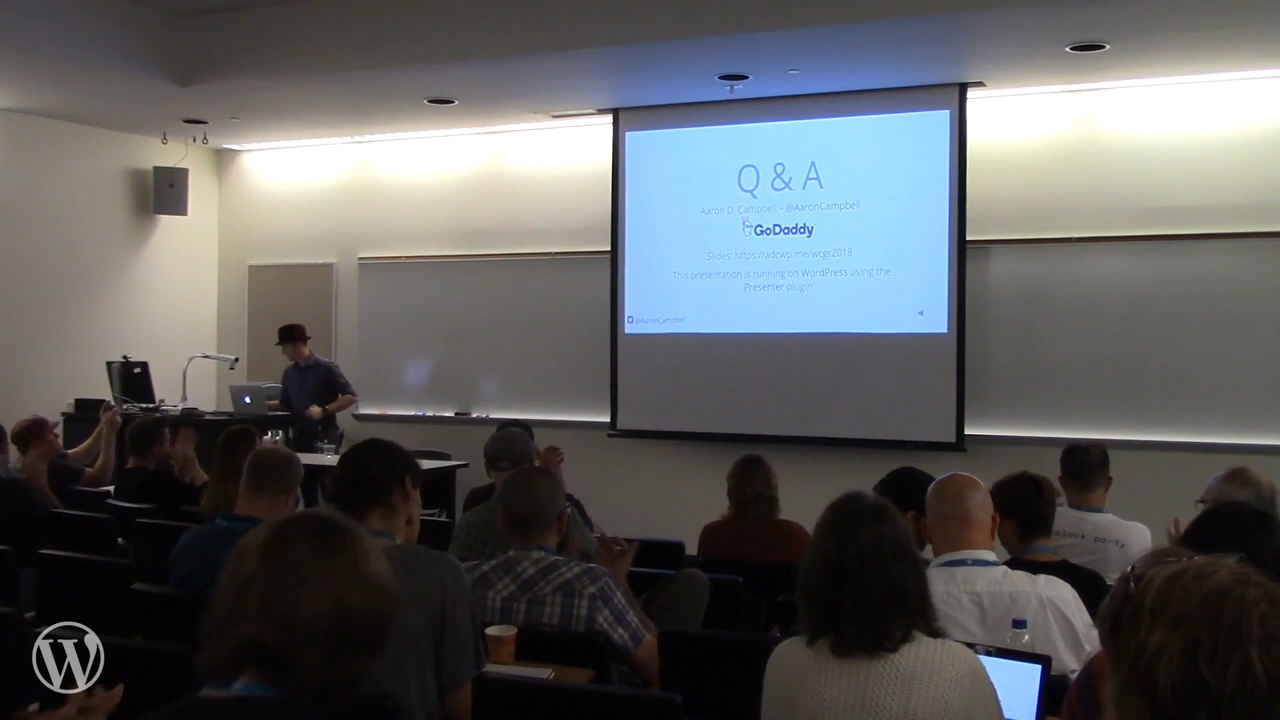 Q & A
Aaron D. Campbell – @AaronCampbell
GoDaddy
Slides: https://adcwp.me/wcgr2018
This presentation is running on WordPress using the
Presenter plugin
@AaronCampbell
block.party
W